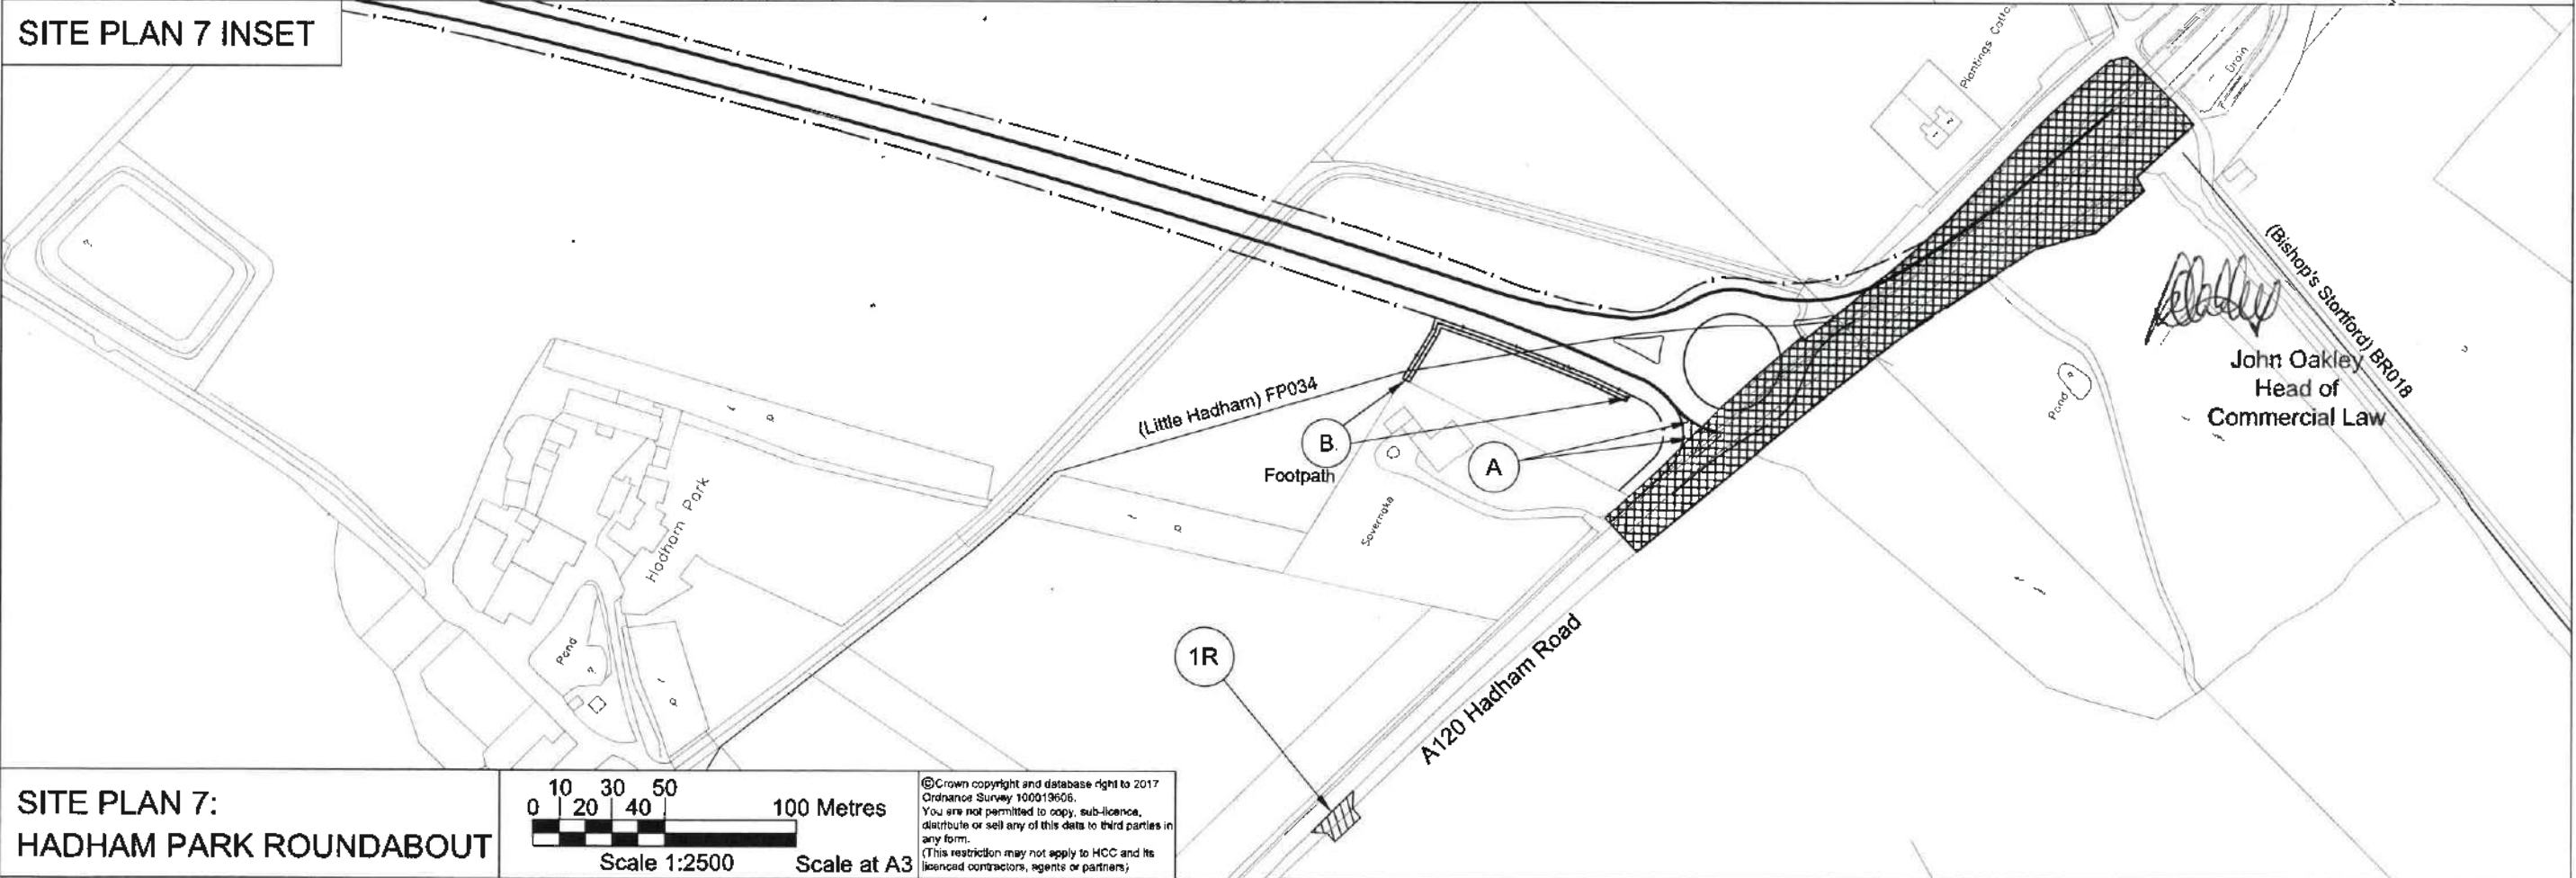 SITE PLAN 7 INSET
Drain
1
2
(Bishop's Stortford) BR018
John Oakley
Head of
Commercial Law
Pond
(Little Hadham) FP034
B
Footpath
A
Savernake
Hadham Park
Pond
1R
A120 Hadham Road
SITE PLAN 7:
HADHAM PARK ROUNDABOUT
10 30 50
0 20 40 100 Metres
Scale 1:2500 Scale at A3
©Crown copyright and database right to 2017
Ordnance Survey 100019606.
You are not permitted to copy, sub-licence,
distribute or sell any of this data to third parties in
any form.
(This restriction may not apply to HCC and its
licenced contractors, agents or partners)